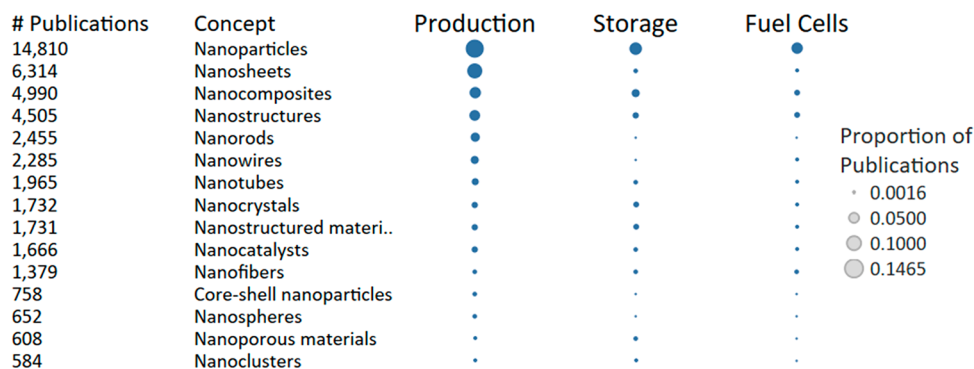 # Publications Concept Production Storage Fuel Cells
14,810 Nanoparticles
6,314 Nanosheets
4,990 Nanocomposites
4,505 Nanostructures
2,455 Nanorods
2,285 Nanowires
1,965 Nanotubes
1,732 Nanocrystals
1,731 Nanostructured materi..
1,666 Nanocatalysts
1,379 Nanofibers
758 Core-shell nanoparticles
652 Nanospheres
608 Nanoporous materials
584 Nanoclusters
Proportion of
Publications
0.0016
0.0500
0.1000
0.1465